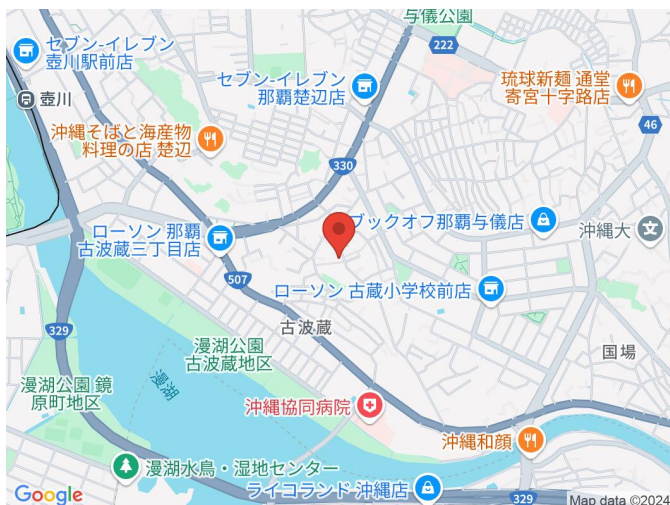 与儀公園
セブン-イレブン
壺川駅前店
222
セブン-イレブン
那覇楚辺店
琉球新麺 通堂
寄宮十字路店
壺川
沖縄そばと海産物
料理の店 楚辺
46
330
ブックオフ那覇与儀店
沖縄大
ローソン 那覇
古波蔵三丁目店
507
ローソン 古蔵小学校前店
古波蔵
329
漫湖公園
古波蔵地区
国場
漫湖公園 鏡
原町地区
漫湖
沖縄協同病院
沖縄和顔
漫湖水鳥・湿地センター
ライコランド 沖縄店
329
Google
Map data ©2024